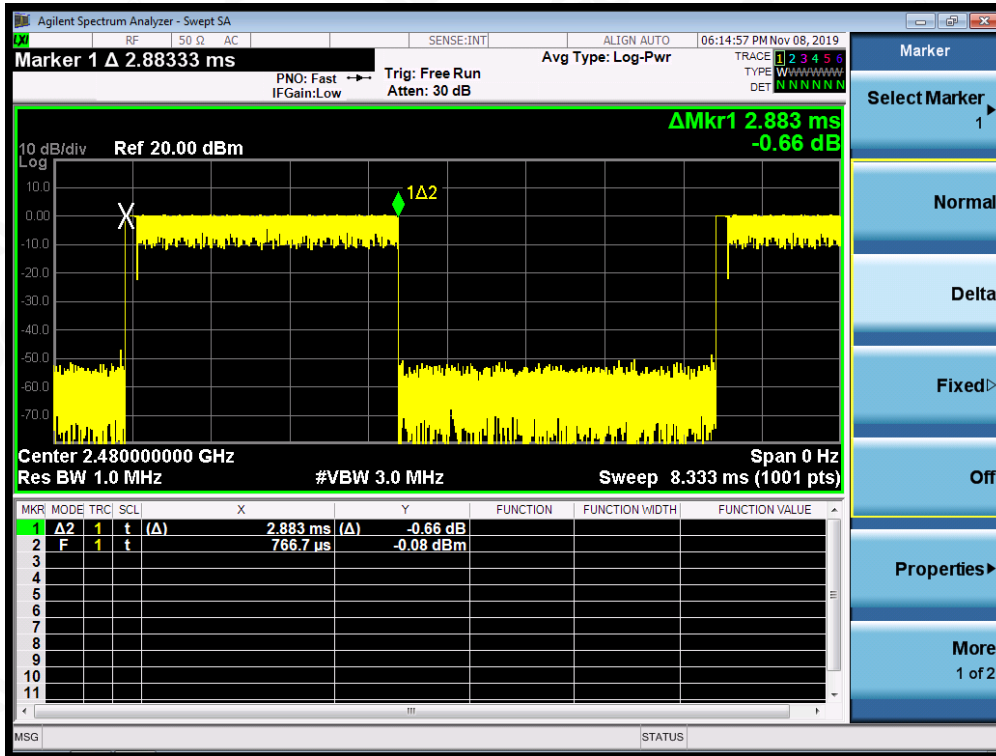 Agilent Spectrum Analyzer - Swept SA
LXI RF 50 Ω AC SENSE:INT ALIGN AUTO 06:14:57 PM Nov 08, 2019
Marker 1 Δ 2.88333 ms
PNO: Fast
IFGain:Low
Trig: Free Run
Atten: 30 dB
Avg Type: Log-Pwr
TRACE 1 2 3 4 5 6
TYPE WWWWWW
DET N N N N N N
ΔMkr1 2.883 ms
-0.66 dB
10 dB/div Ref 20.00 dBm
Log
10.0
0.00
-10.0
-20.0
-30.0
-40.0
-50.0
-60.0
-70.0
X
1Δ2
Center 2.480000000 GHz Span 0 Hz
Res BW 1.0 MHz #VBW 3.0 MHz Sweep 8.333 ms (1001 pts)
MKR MODE TRC SCL X Y FUNCTION FUNCTION WIDTH FUNCTION VALUE
1 Δ2 1 t (Δ) 2.883 ms (Δ) -0.66 dB
2 F 1 t 766.7 µs -0.08 dBm
3
4
5
6
7
8
9
10
11
MSG STATUS
Marker
Select Marker
1
Normal
Delta
Fixed
Off
Properties
More
1 of 2